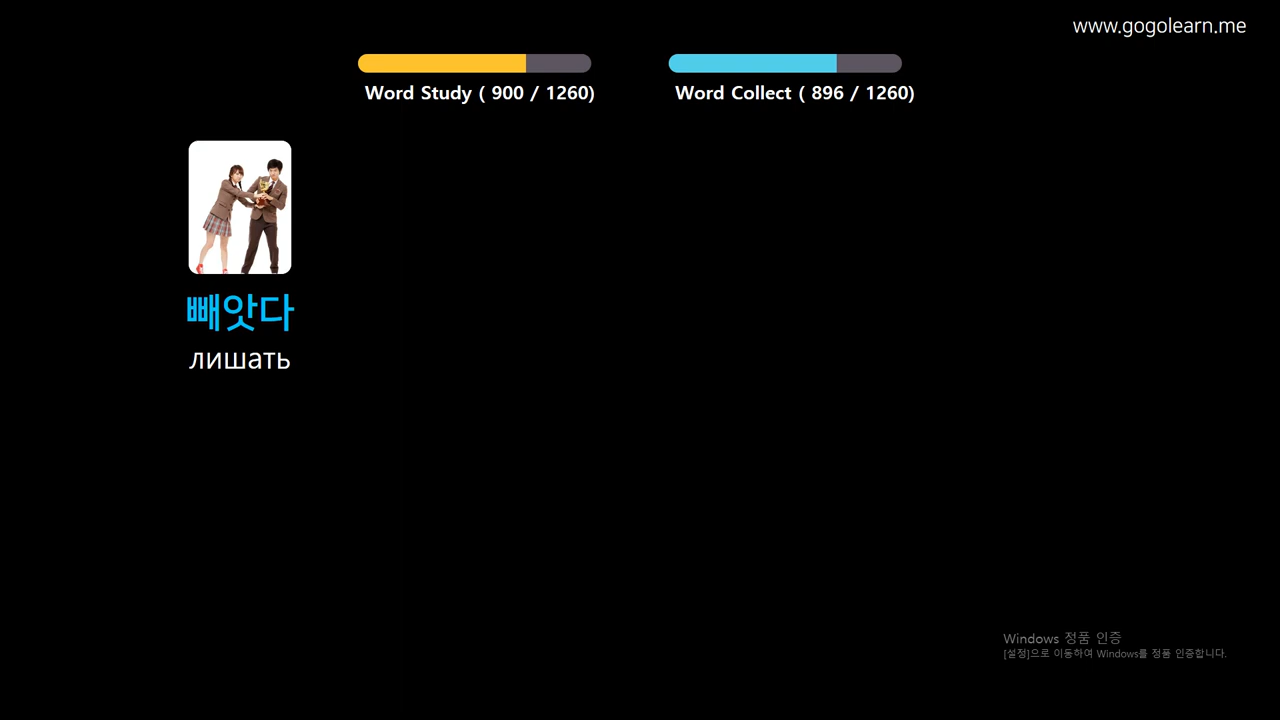 www.gogolearn.me
Word Study ( 900 / 1260)
Word Collect ( 896 / 1260)
빼앗다
лишать
Windows 정품 인증
[설정]으로 이동하여 Windows를 정품 인증합니다.